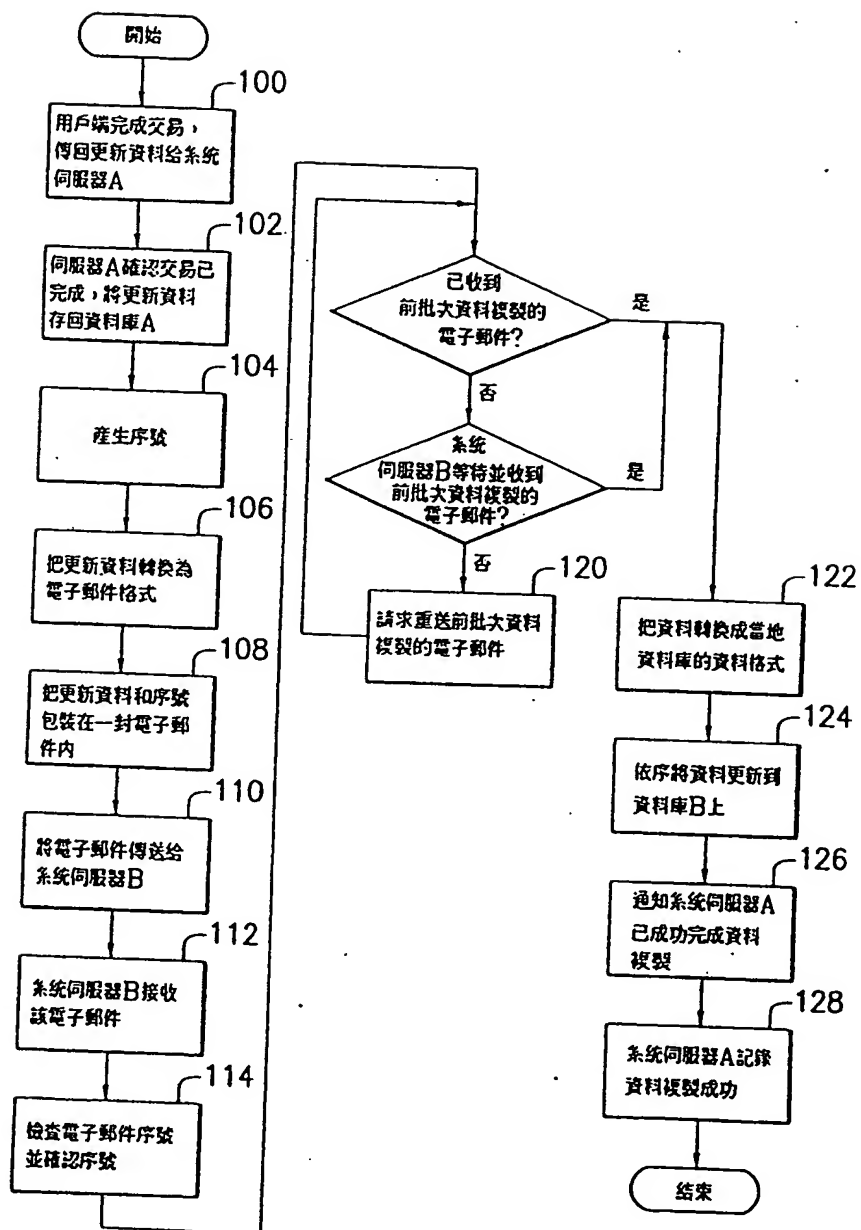 開始
100
用戶端完成交易，
傳回更新資料給系統
伺服器A
102
伺服器A確認交易已
完成，將更新資料
存回資料庫A
104
產生序號
106
把更新資料轉換為
電子郵件格式
108
把更新資料和序號
包裝在一封電子郵
件內
110
將電子郵件傳送給
系統伺服器B
112
系統伺服器B接收
該電子郵件
114
檢查電子郵件序號
並確認序號
已收到
前批次資料複製的
電子郵件?
是
否
系統
伺服器B等待並收到
前批次資料複製的
電子郵件?
是
否
120
請求重送前批次資料
複製的電子郵件
122
把資料轉換成當地
資料庫的資料格式
124
依序將資料更新到
資料庫B上
126
通知系統伺服器A
已成功完成資料
複製
128
系統伺服器A記錄
資料複製成功
結束